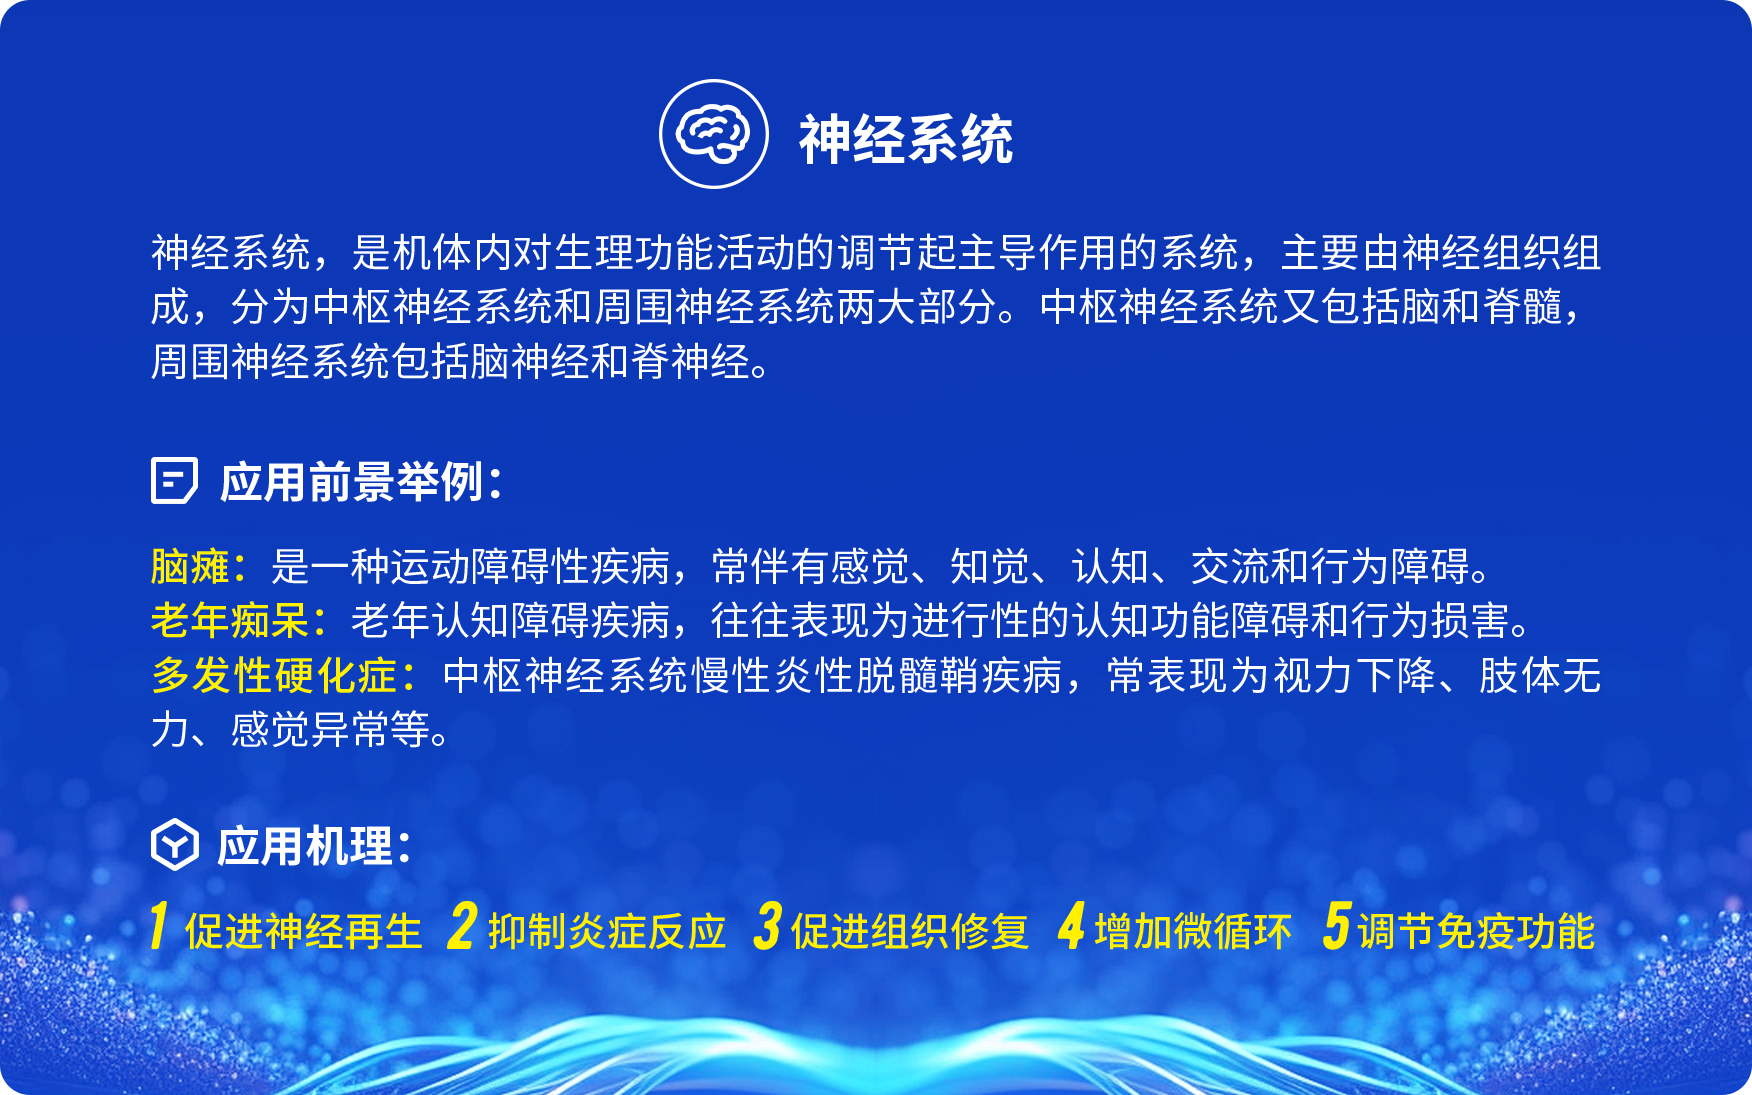 神经系统
神经系统，是机体内对生理功能活动的调节起主导作用的系统，主要由神经组织组
成，分为中枢神经系统和周围神经系统两大部分。中枢神经系统又包括脑和脊髓，
周围神经系统包括脑神经和脊神经。
应用前景举例：
脑瘫：是一种运动障碍性疾病，常伴有感觉、知觉、认知、交流和行为障碍。
老年痴呆：老年认知障碍疾病，往往表现为进行性的认知功能障碍和行为损害。
多发性硬化症：中枢神经系统慢性炎性脱髓鞘疾病，常表现为视力下降、肢体无
力、感觉异常等。
应用机理：
1 促进神经再生 2 抑制炎症反应 3 促进组织修复 4 增加微循环 5 调节免疫功能